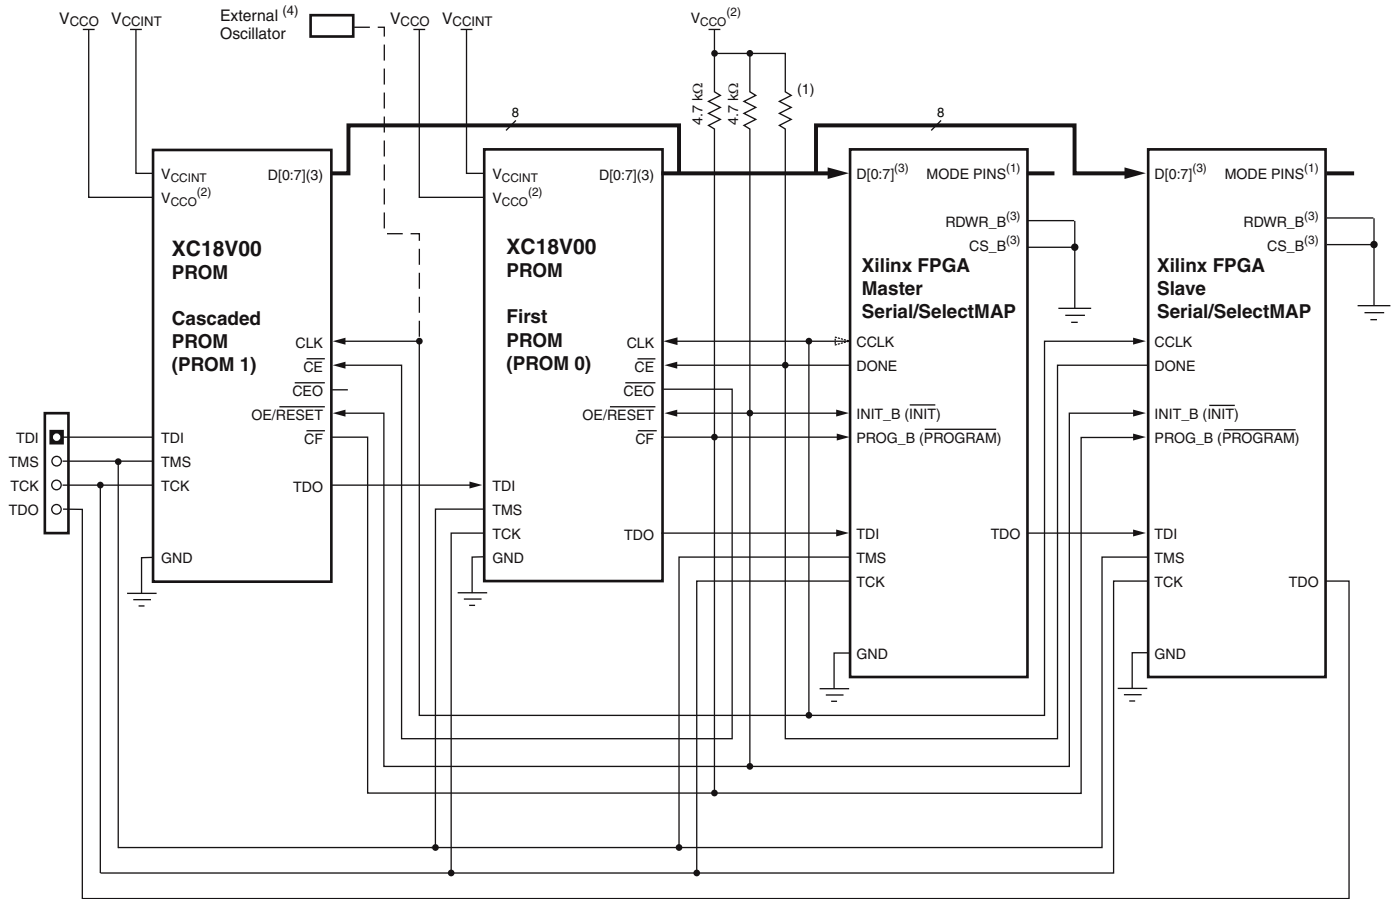 VCCO VCCINT
External (4)
Oscillator
VCCO VCCINT
VCCO(2)
4.7 kΩ
4.7 kΩ
(1)
8
8
VCCINT
VCCO(2)
D[0:7](3)
XC18V00
PROM
Cascaded
PROM
(PROM 1)
CLK
CE
CEO
OE/RESET
CF
TDI
TMS
TCK
TDO
GND
TDI
TMS
TCK
TDO
VCCINT
VCCO(2)
D[0:7](3)
XC18V00
PROM
First
PROM
(PROM 0)
CLK
CE
CEO
OE/RESET
CF
TDI
TMS
TCK
TDO
GND
D[0:7](3)
MODE PINS(1)
RDWR_B(3)
CS_B(3)
Xilinx FPGA
Master
Serial/SelectMAP
CCLK
DONE
INIT_B (INIT)
PROG_B (PROGRAM)
TDI
TMS
TCK
TDO
GND
D[0:7](3)
MODE PINS(1)
RDWR_B(3)
CS_B(3)
Xilinx FPGA
Slave
Serial/SelectMAP
CCLK
DONE
INIT_B (INIT)
PROG_B (PROGRAM)
TDI
TMS
TCK
TDO
GND